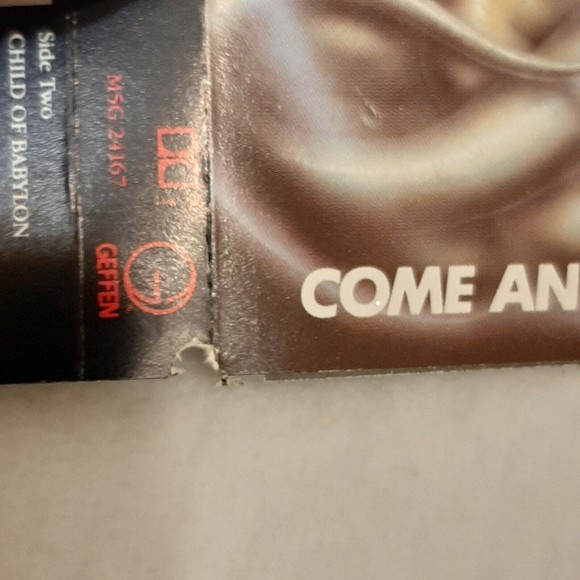 Side Two
CHILD OF BABYLON
M5G 24167
GEFFEN
COME AN